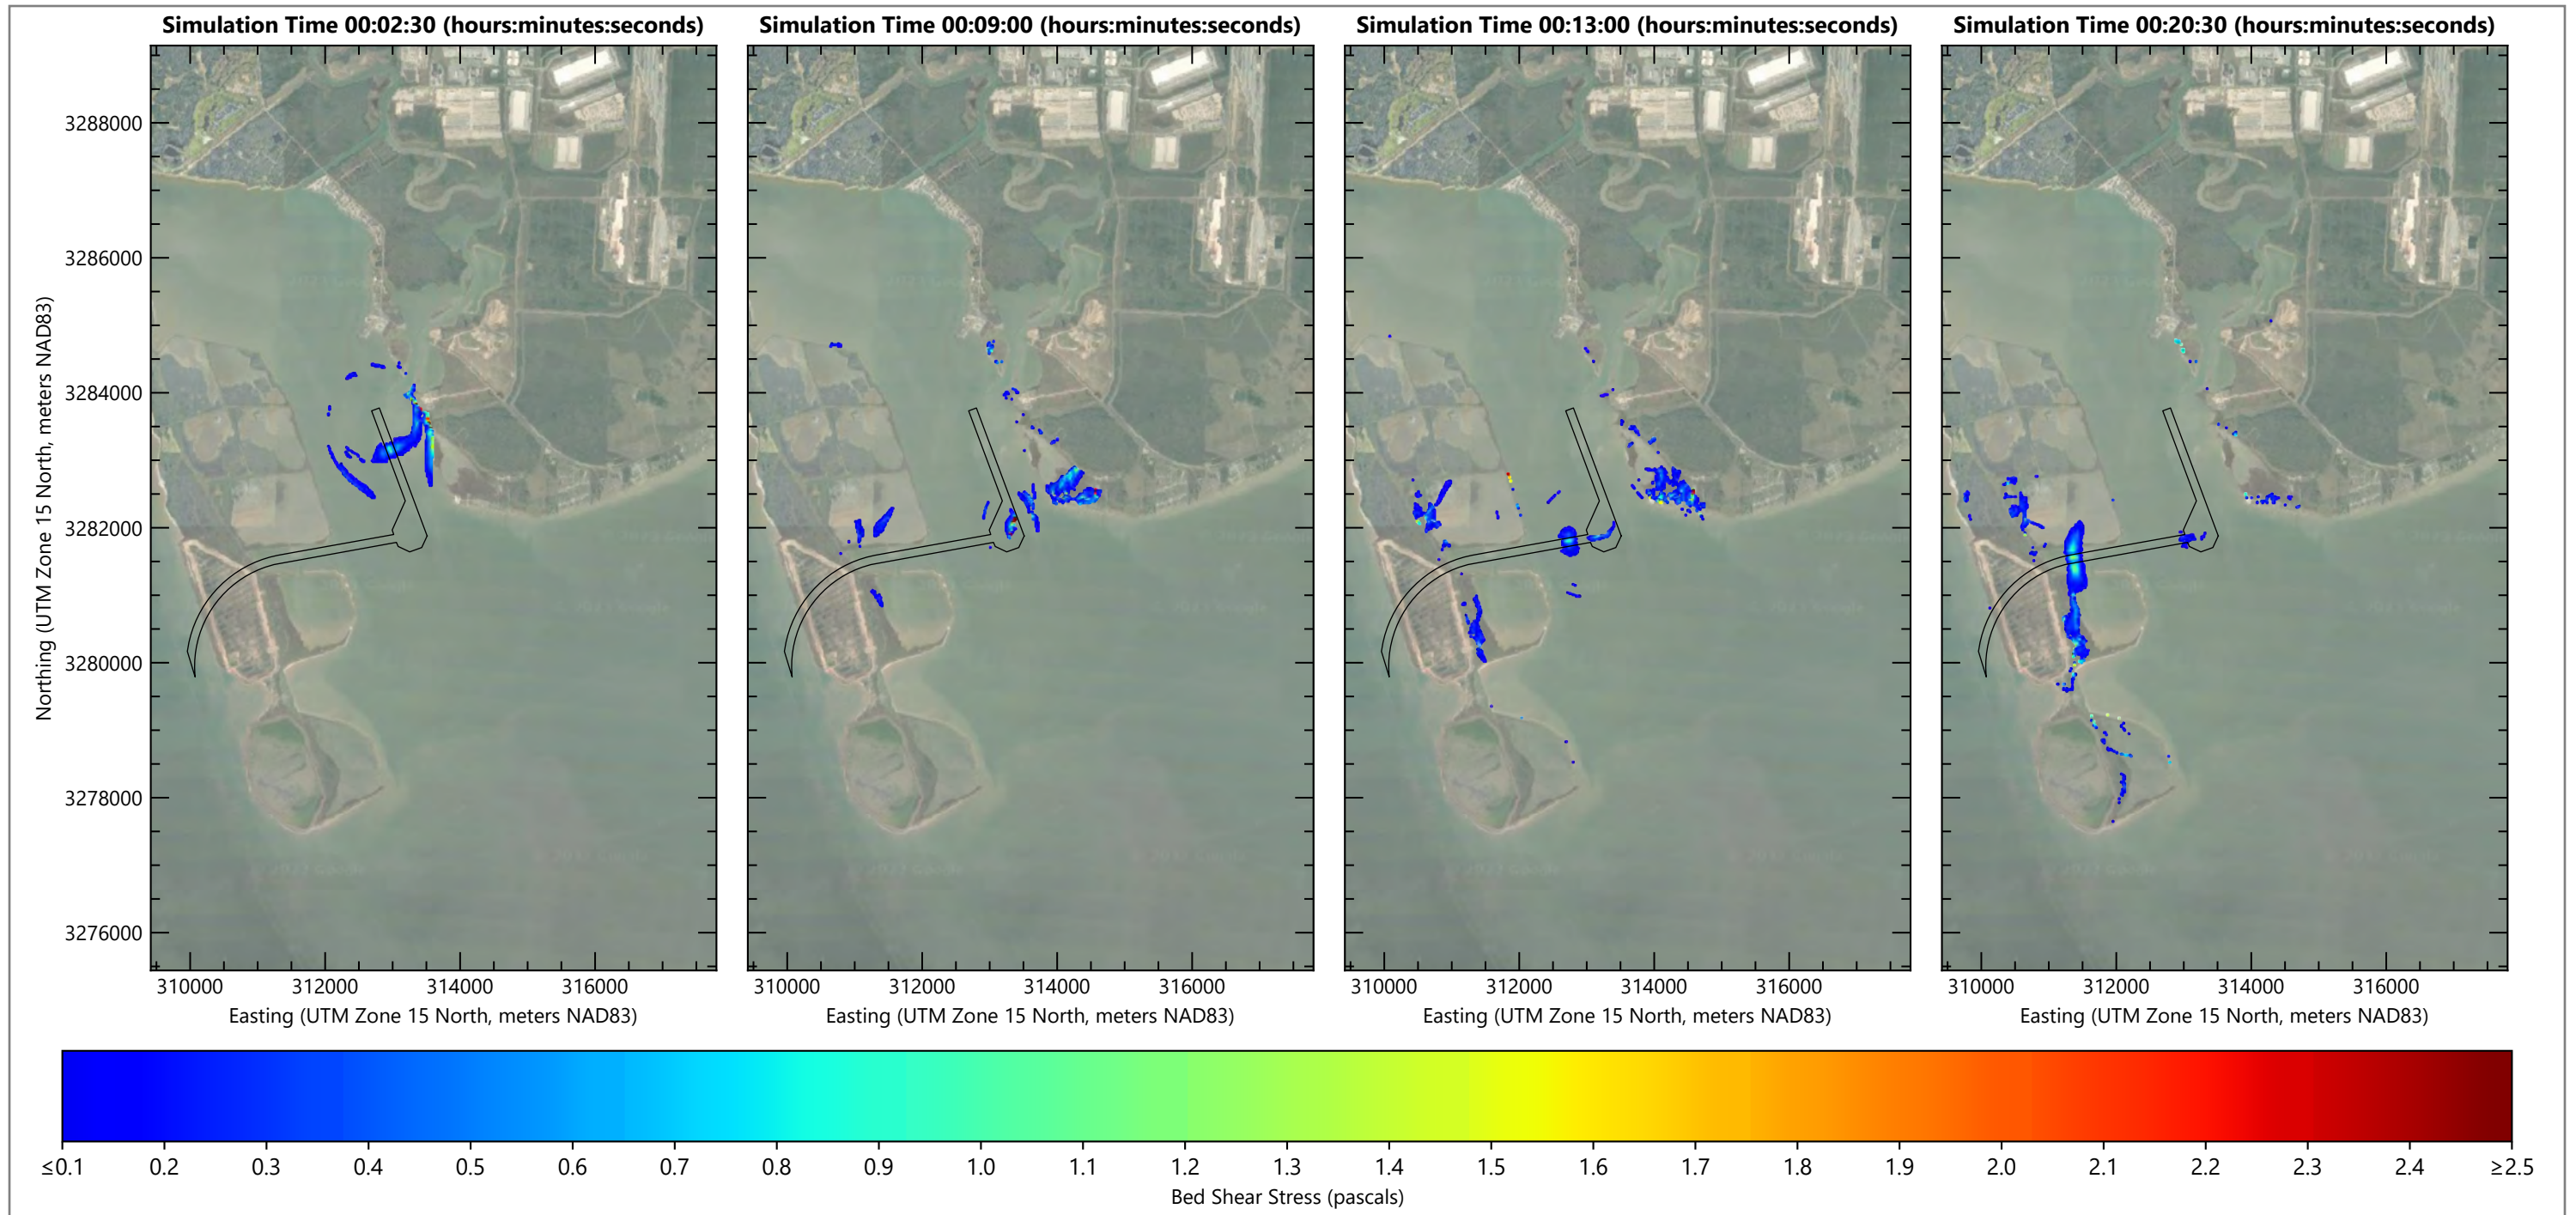 Simulation Time 00:02:30 (hours:minutes:seconds)
Simulation Time 00:09:00 (hours:minutes:seconds)
Simulation Time 00:13:00 (hours:minutes:seconds)
Simulation Time 00:20:30 (hours:minutes:seconds)
Northing (UTM Zone 15 North, meters NAD83)
3288000
3286000
3284000
3282000
3280000
3278000
3276000
310000 312000 314000 316000
310000 312000 314000 316000
310000 312000 314000 316000
310000 312000 314000 316000
Easting (UTM Zone 15 North, meters NAD83)
Easting (UTM Zone 15 North, meters NAD83)
Easting (UTM Zone 15 North, meters NAD83)
Easting (UTM Zone 15 North, meters NAD83)
≤0.1 0.2 0.3 0.4 0.5 0.6 0.7 0.8 0.9 1.0 1.1 1.2 1.3 1.4 1.5 1.6 1.7 1.8 1.9 2.0 2.1 2.2 2.3 2.4 ≥2.5
Bed Shear Stress (pascals)